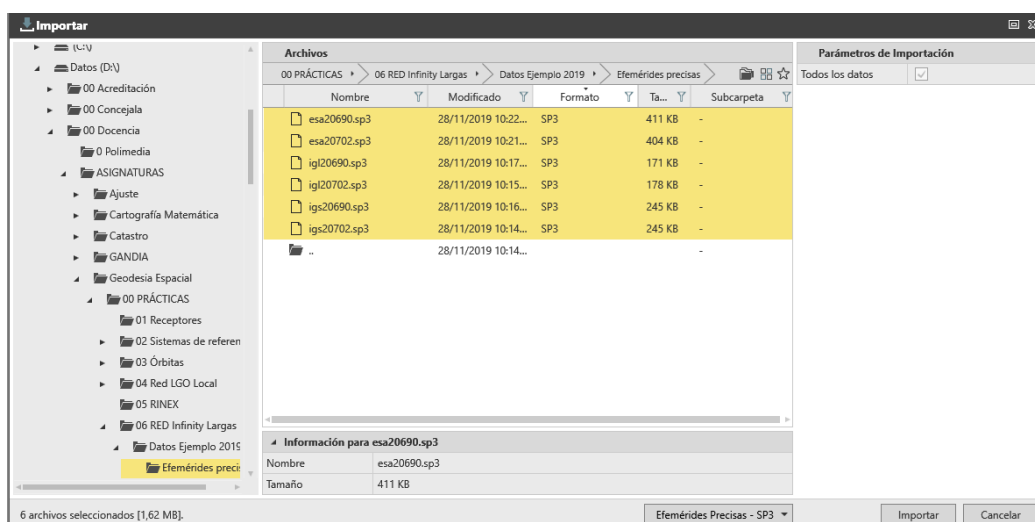 Importar
(C:\)
Datos (D:\)
00 Acreditación
00 Concejala
00 Docencia
0 Polimedia
ASIGNATURAS
Ajuste
Cartografía Matemática
Catastro
GANDIA
Geodesia Espacial
00 PRÁCTICAS
01 Receptores
02 Sistemas de referen
03 Órbitas
04 Red LGO Local
05 RINEX
06 RED Infinity Largas
Datos Ejemplo 2019
Efemérides precis
Archivos
00 PRÁCTICAS 06 RED Infinity Largas Datos Ejemplo 2019 Efemérides precisas
Nombre Modificado Formato Ta... Subcarpeta
esa20690.sp3 28/11/2019 10:22... SP3 411 KB -
esa20702.sp3 28/11/2019 10:21... SP3 404 KB -
igl20690.sp3 28/11/2019 10:17... SP3 171 KB -
igl20702.sp3 28/11/2019 10:15... SP3 178 KB -
igs20690.sp3 28/11/2019 10:16... SP3 245 KB -
igs20702.sp3 28/11/2019 10:14... SP3 245 KB -
.. 28/11/2019 10:14... -
Información para esa20690.sp3
Nombre esa20690.sp3
Tamaño 411 KB
Parámetros de Importación
Todos los datos
6 archivos seleccionados [1,62 MB].
Efemérides Precisas - SP3
Importar
Cancelar